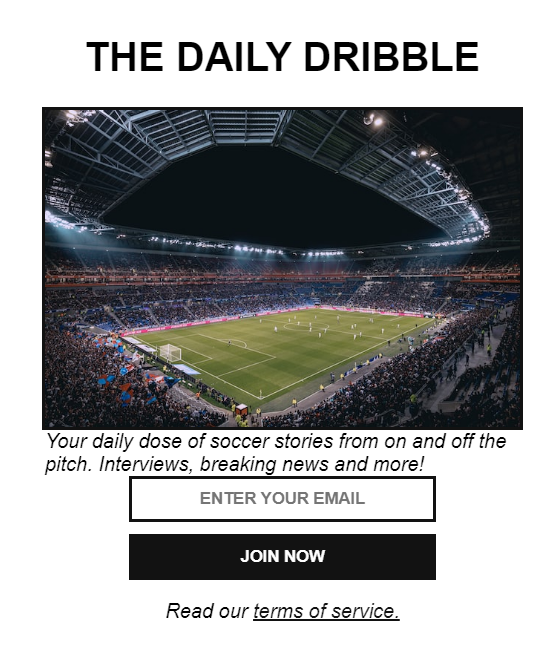 THE DAILY DRIBBLE
Your daily dose of soccer stories from on and off the
pitch. Interviews, breaking news and more!
ENTER YOUR EMAIL
JOIN NOW
Read our terms of service.